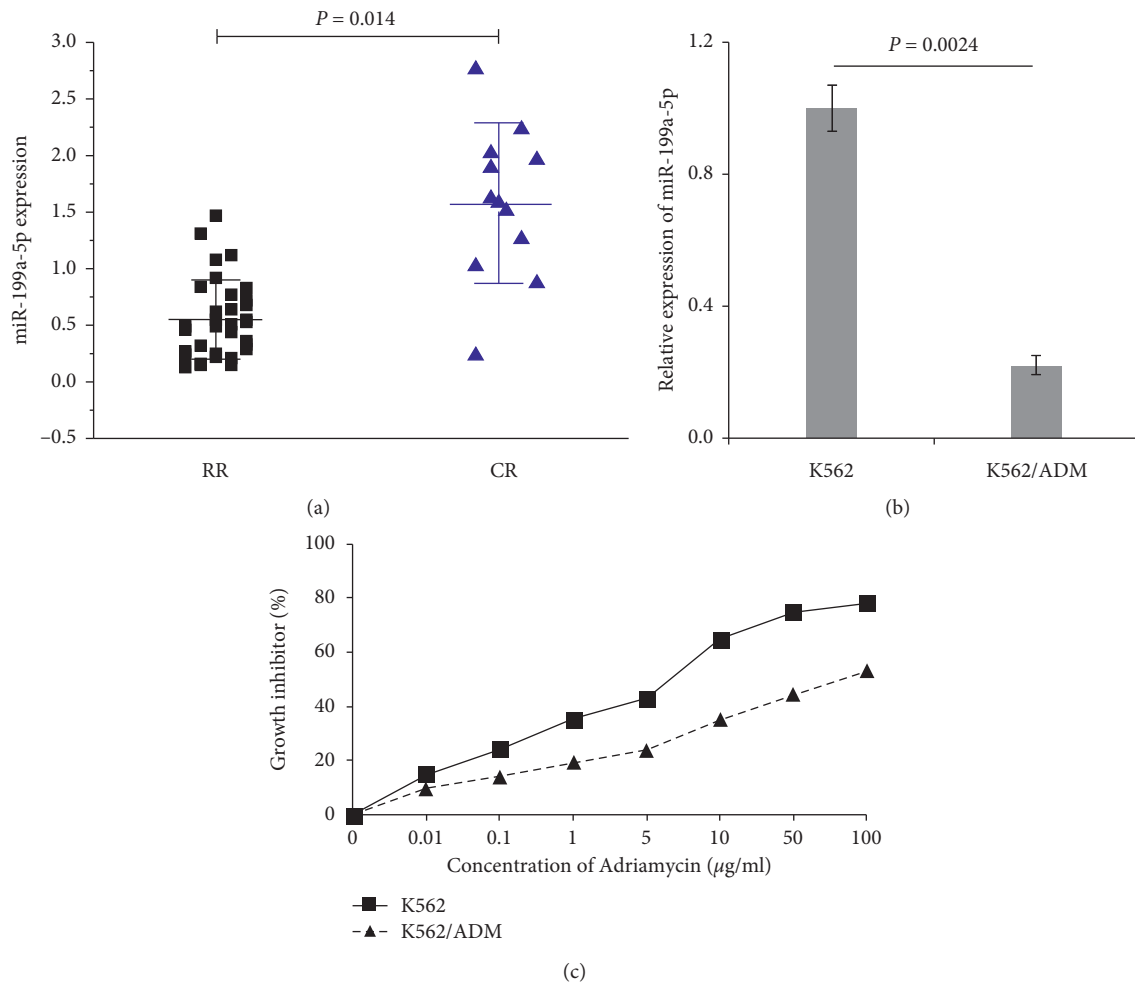 P = 0.014
3.0
2.5
2.0
1.5
1.0
0.5
0.0
−0.5
miR-199a-5p expression
RR
CR
(a)
P = 0.0024
1.2
0.8
0.4
0.0
Relative expression of miR-199a-5p
K562
K562/ADM
(b)
100
80
60
40
20
0
Growth inhibitor (%)
0 0.01 0.1 1 5 10 50 100
Concentration of Adriamycin (µg/ml)
K562
K562/ADM
(c)